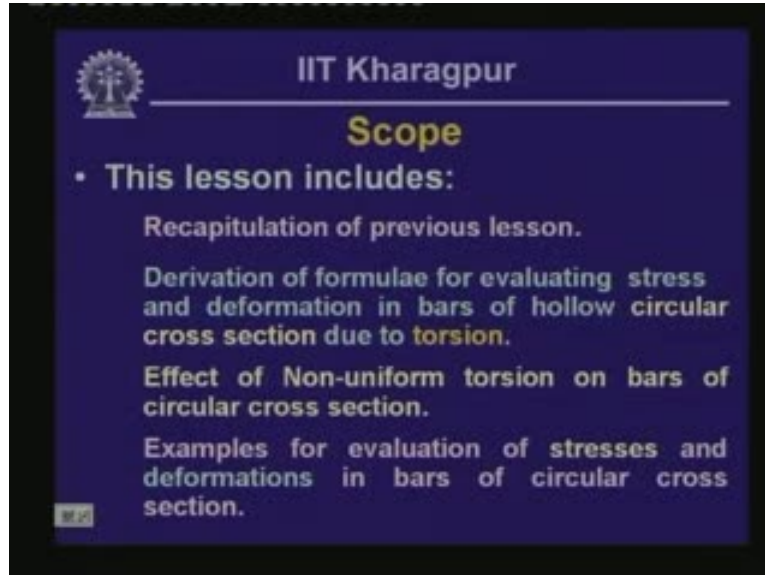 IIT Kharagpur
Scope
• This lesson includes:
Recapitulation of previous lesson.
Derivation of formulae for evaluating stress
and deformation in bars of hollow circular
cross section due to torsion.
Effect of Non-uniform torsion on bars of
circular cross section.
Examples for evaluation of stresses and
deformations in bars of circular cross
section.